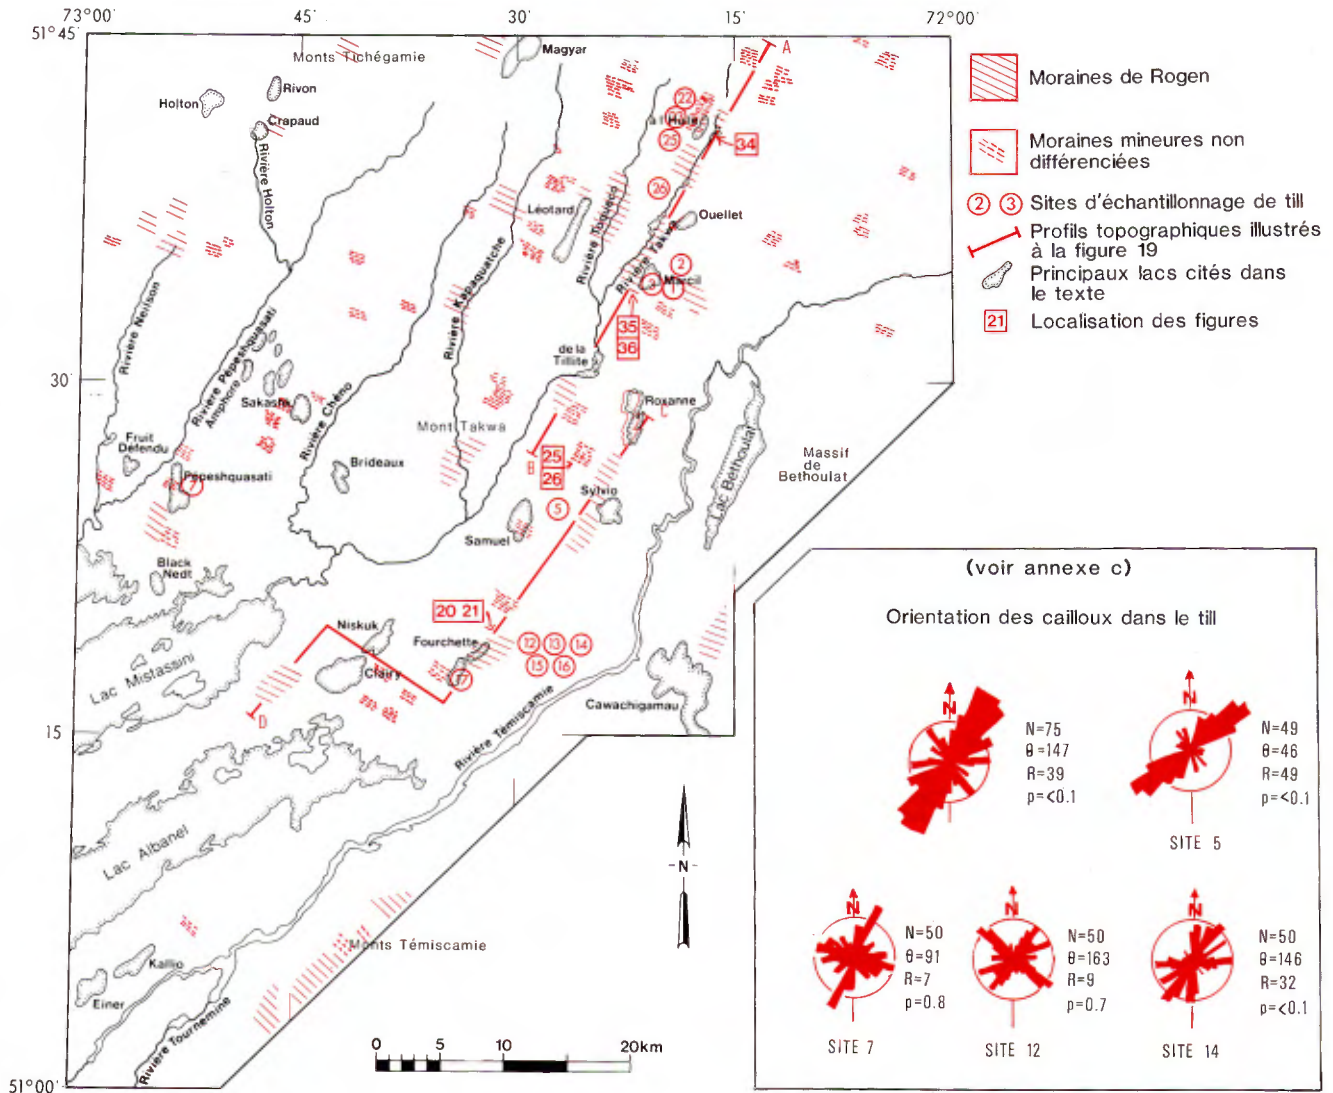 73°00'
45'
30'
15'
72°00'
51°45'
Monts Tichégamie
Magyar
A
Holton
Rivon
Crapaud
Rivière Holton
22
à l'Huile
25
34
26
Léotard
Ouellet
Rivière Toqueco
Rivière Takwa
2
3
1
Marcil
35
36
de la
Tillite
Rivière Neilson
Rivière Pépeshquasati
Amphore
Rivière Kapaquatche
Rivière Chéno
30'
Sakashu
Mont Takwa
Roxanne
C
B
25
26
Fruit
Défendu
Pépeshquasati
7
Brideaux
Samuel
5
Sylvio
Lac Bethoulat
Massif
de
Bethoulat
Black
Nedt
Lac Mistassini
Niskuk
Clairy
D
20 21
Fourchette
17
12 13 14
15 16
Cawachigamau
Rivière Témiscamie
15
Lac Albanel
Monts Témiscamie
Kallio
Einer
Rivière Tournemine
51°00'
N
0 5 10 20km
Moraines de Rogen
Moraines mineures non
différenciées
2 3 Sites d'échantillonnage de till
Profils topographiques illustrés
à la figure 19
Principaux lacs cités dans
le texte
21 Localisation des figures
(voir annexe c)
Orientation des cailloux dans le till
N
N=75
θ=147
R=39
p=<0.1
N
N=49
θ=46
R=49
p=<0.1
SITE 5
N
N=50
θ=91
R=7
p=0.8
SITE 7
N
N=50
θ=163
R=9
p=0.7
SITE 12
N
N=50
θ=146
R=32
p=<0.1
SITE 14